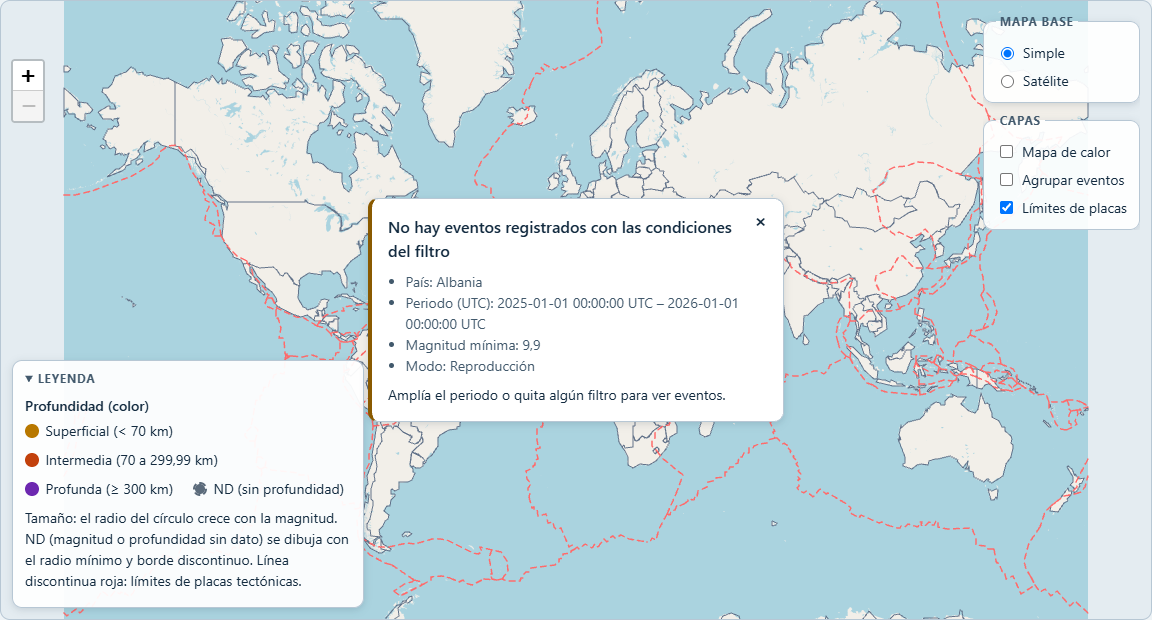 +
−
MAPA BASE
Simple
Satélite
CAPAS
Mapa de calor
Agrupar eventos
Límites de placas
No hay eventos registrados con las condiciones
del filtro
×
• País: Albania
• Periodo (UTC): 2025-01-01 00:00:00 UTC – 2026-01-01
00:00:00 UTC
• Magnitud mínima: 9,9
• Modo: Reproducción
Amplía el periodo o quita algún filtro para ver eventos.
▼ LEYENDA
Profundidad (color)
Superficial (< 70 km)
Intermedia (70 a 299,99 km)
Profunda (≥ 300 km) ND (sin profundidad)
Tamaño: el radio del círculo crece con la magnitud.
ND (magnitud o profundidad sin dato) se dibuja con
el radio mínimo y borde discontinuo. Línea
discontinua roja: límites de placas tectónicas.